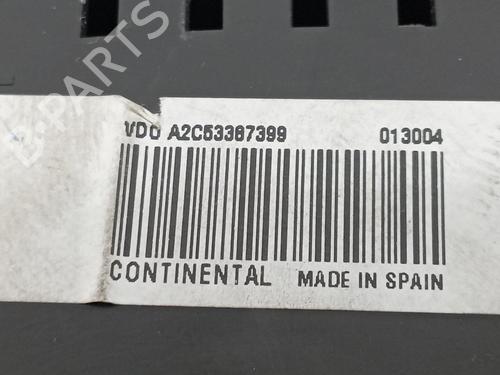 VDO A2C53387399 013004
CONTINENTAL MADE IN SPAIN
B-PARTS